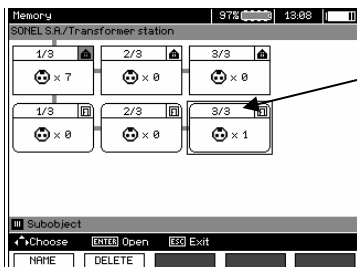 Memory 97% 13:08
SONEL S.A./Transformer station
1/3 2/3 3/3
× 7 × 0 × 0
1/3 2/3 3/3
× 0 × 0 × 1
Subobject
Choose ENTER Open ESC Exit
NAME DELETE